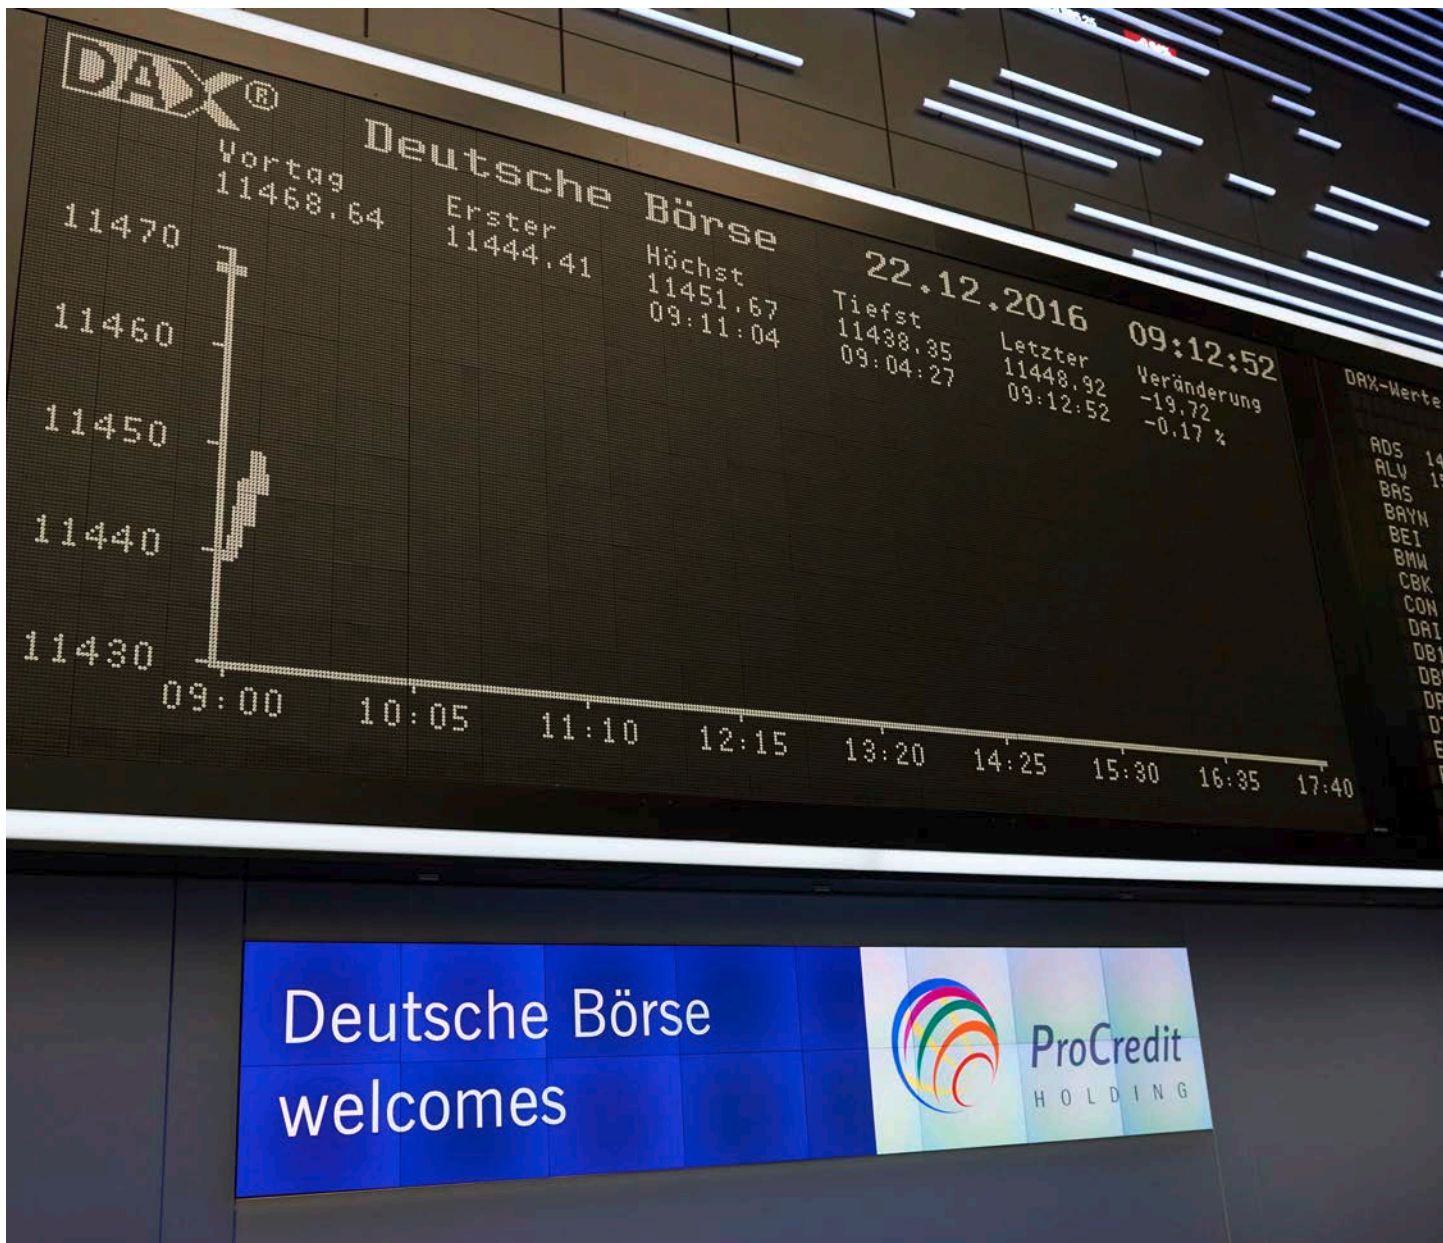 DAX®
Deutsche Börse 22.12.2016 09:12:52
Vortag Erster Höchst Tiefst Letzter Veränderung
11468.64 11444.41 11451.67 11438.35 11448.92 -19.72
09:11:04 09:04:27 09:12:52 -0.17 %
11470
11460
11450
11440
11430
09:00 10:05 11:10 12:15 13:20 14:25 15:30 16:35 17:40
DAX-Werte
ADS
ALV
BAS
BAYN
BEI
BMW
CBK
CON
DAI
Deutsche Börse
welcomes
ProCredit
HOLDING